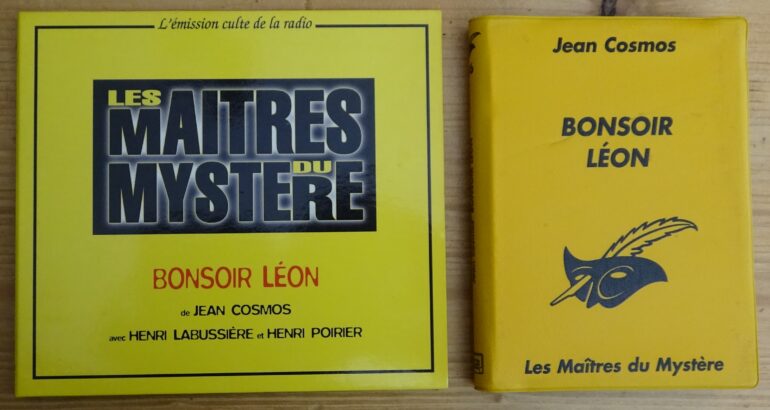 L'émission culte de la radio
LES
MAITRES
DU
MYSTERE
BONSOIR LÉON
de JEAN COSMOS
avec HENRI LABUSSIÈRE et HENRI POIRIER
Jean Cosmos
BONSOIR
LÉON
Les Maîtres du Mystère